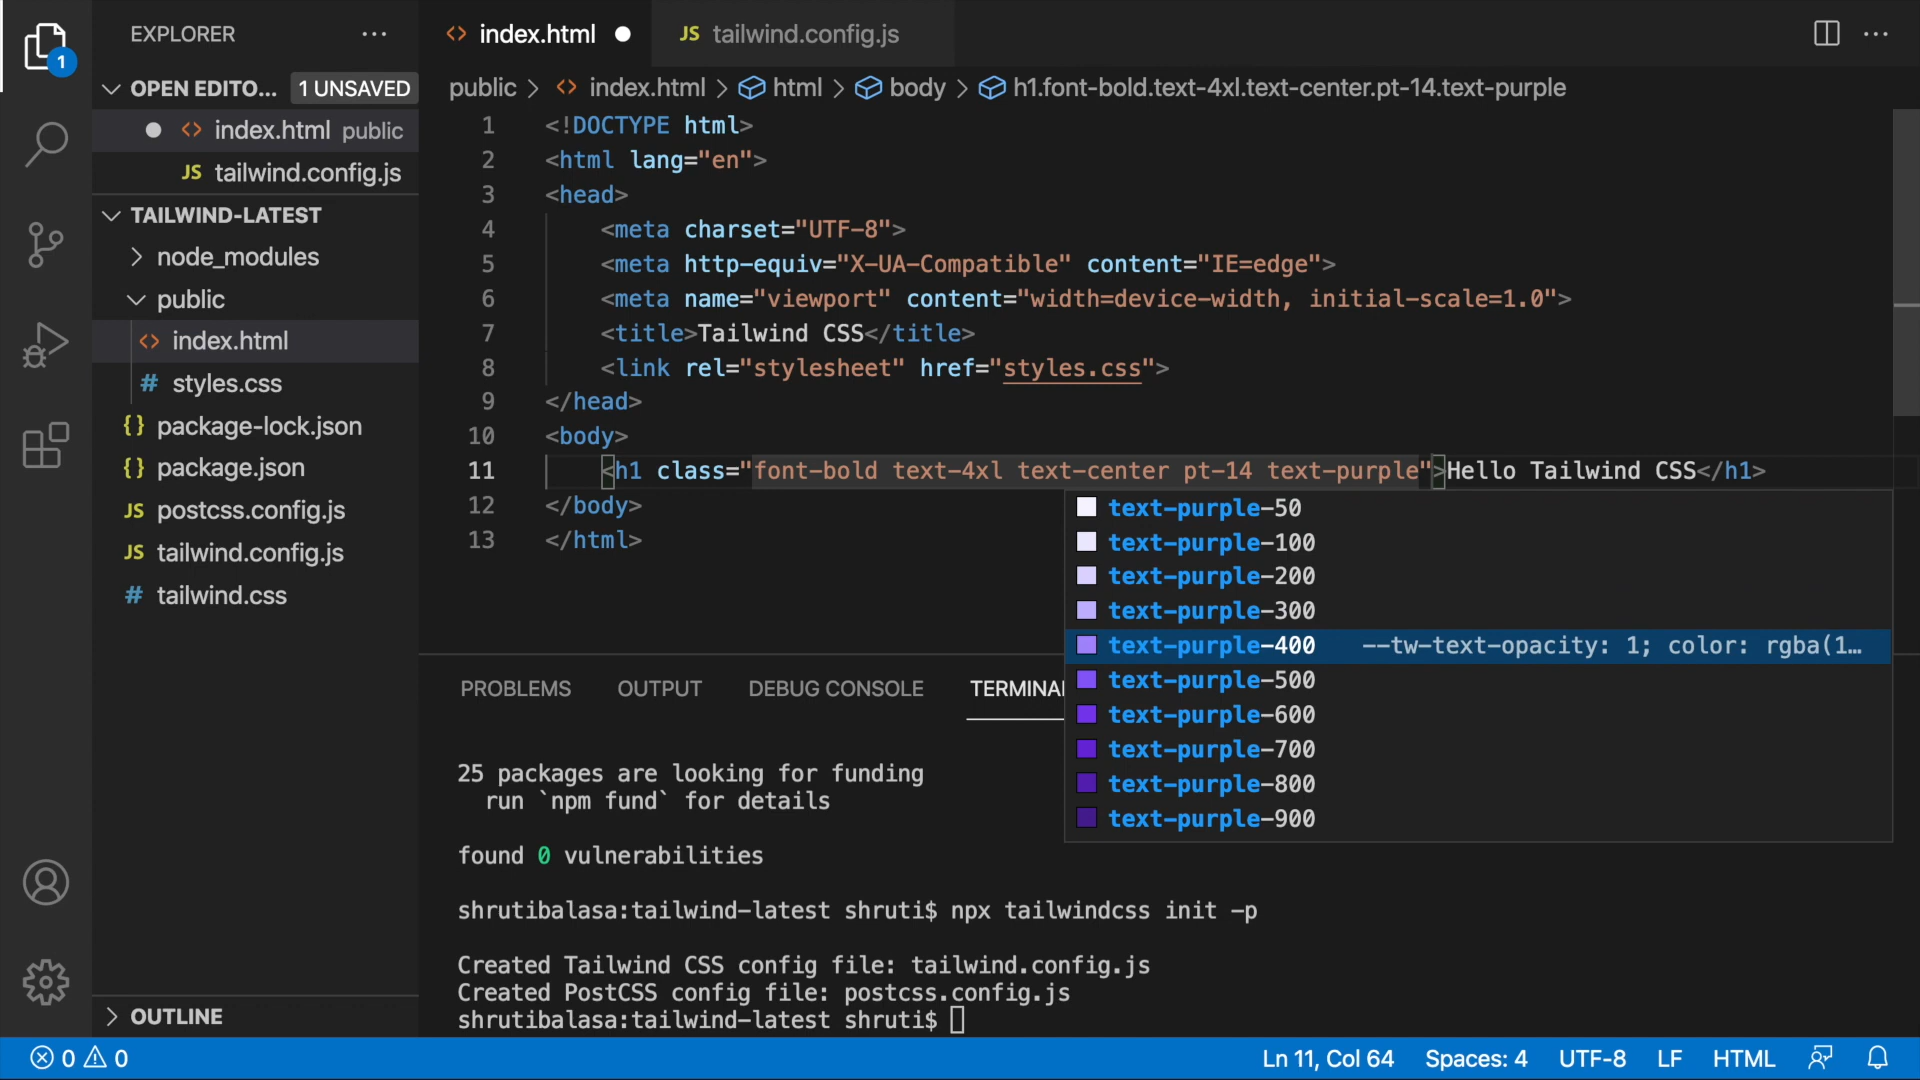 EXPLORER
1
OPEN EDITO... 1 UNSAVED
index.html public
tailwind.config.js
TAILWIND-LATEST
node_modules
public
index.html
styles.css
package-lock.json
package.json
postcss.config.js
tailwind.config.js
tailwind.css
OUTLINE
index.html
JS tailwind.config.js
public > index.html > html > body > h1.font-bold.text-4xl.text-center.pt-14.text-purple
1 <!DOCTYPE html>
2 <html lang="en">
3 <head>
4 <meta charset="UTF-8">
5 <meta http-equiv="X-UA-Compatible" content="IE=edge">
6 <meta name="viewport" content="width=device-width, initial-scale=1.0">
7 <title>Tailwind CSS</title>
8 <link rel="stylesheet" href="styles.css">
9 </head>
10 <body>
11 <h1 class="font-bold text-4xl text-center pt-14 text-purple">Hello Tailwind CSS</h1>
12 </body>
13 </html>
text-purple-50
text-purple-100
text-purple-200
text-purple-300
text-purple-400 --tw-text-opacity: 1; color: rgba(1…
text-purple-500
text-purple-600
text-purple-700
text-purple-800
text-purple-900
PROBLEMS OUTPUT DEBUG CONSOLE TERMINA
25 packages are looking for funding
run `npm fund` for details
found 0 vulnerabilities
shrutibalasa:tailwind-latest shruti$ npx tailwindcss init -p
Created Tailwind CSS config file: tailwind.config.js
Created PostCSS config file: postcss.config.js
shrutibalasa:tailwind-latest shruti$
0 0
Ln 11, Col 64 Spaces: 4 UTF-8 LF HTML